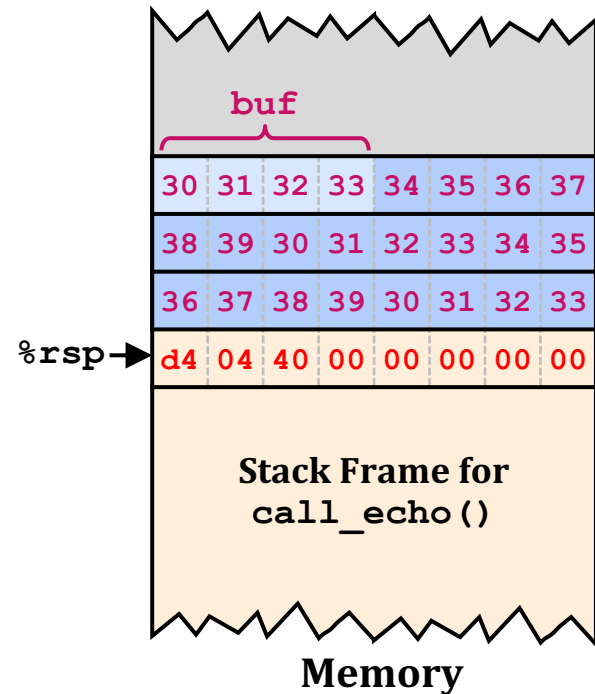 buf
30 31 32 33 34 35 36 37
38 39 30 31 32 33 34 35
36 37 38 39 30 31 32 33
%rsp d4 04 40 00 00 00 00 00
Stack Frame for
call_echo()
Memory